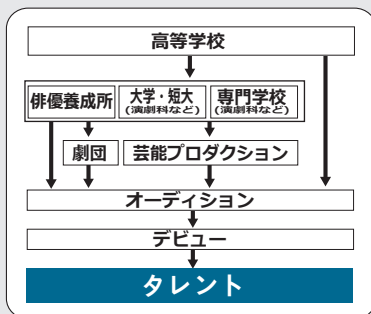 高等学校
俳優養成所
大学・短大
(演劇科など)
専門学校
(演劇科など)
劇団
芸能プロダクション
オーディション
デビュー
タレント